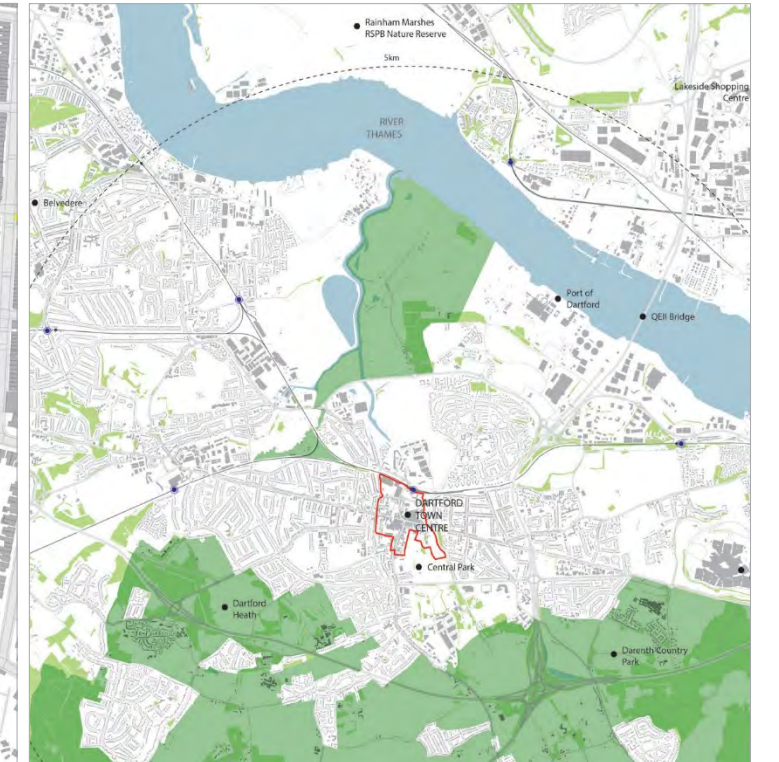 Rainham Marshes
RSPB Nature Reserve
5km
Lakeside Shopping
Centre
RIVER
THAMES
Belvedere
Port of
Dartford
QEII Bridge
DARTFORD
TOWN
CENTRE
Central Park
Dartford
Heath
Darenth Country
Park